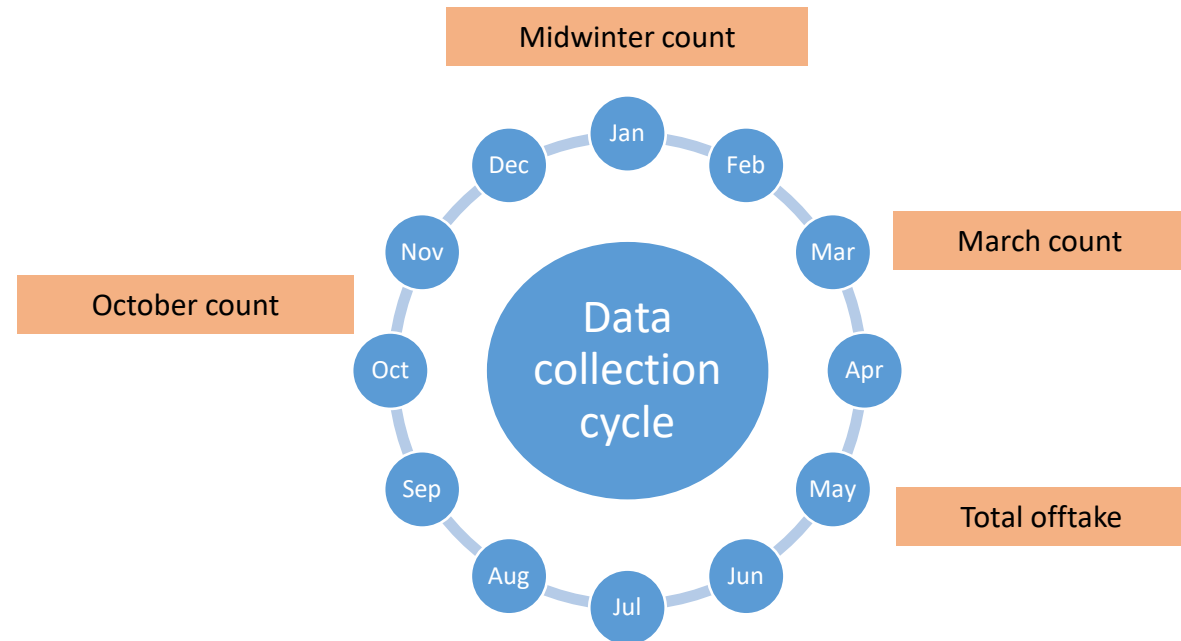 Midwinter count
Jan
Dec
Feb
Nov
Mar
March count
October count
Data
collection
cycle
Oct
Apr
Sep
May
Total offtake
Aug
Jun
Jul